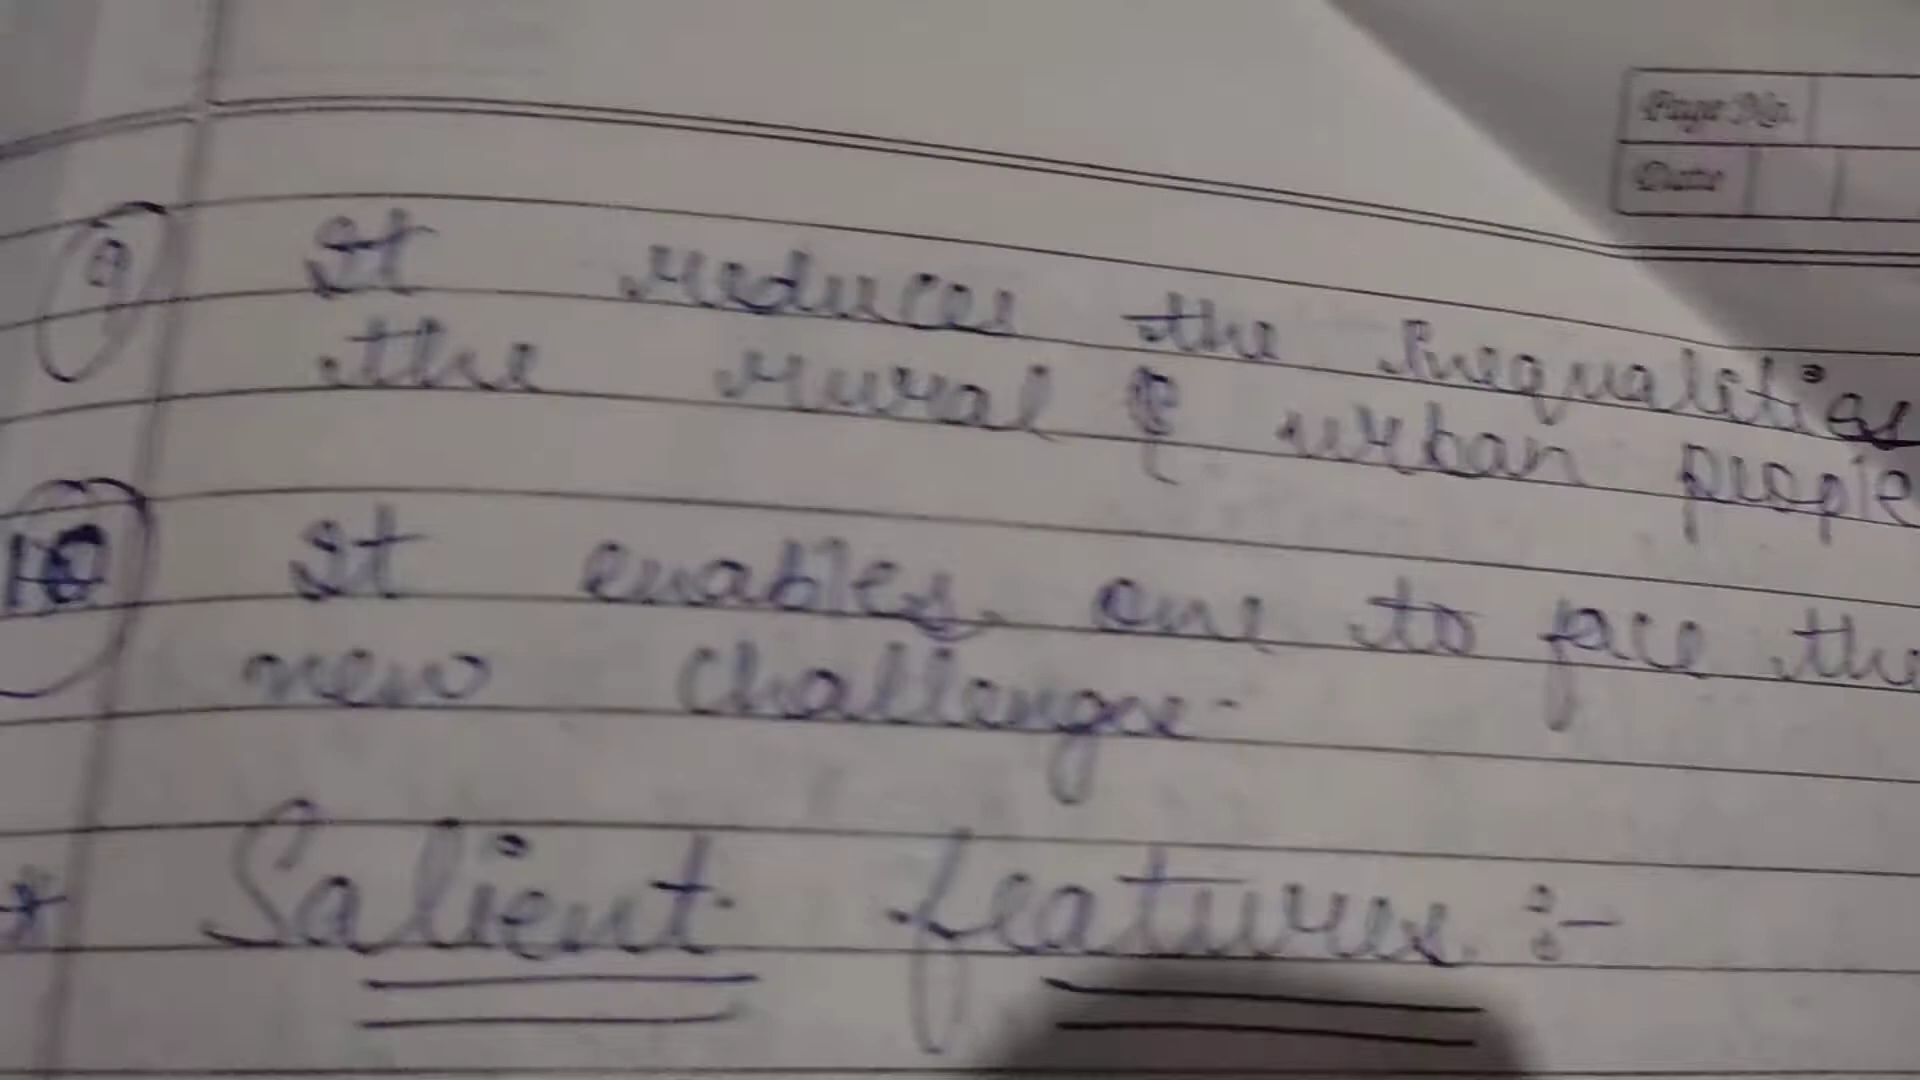 Page No.
Date
9 It reduces the Inequalities
the rural & urban people
10 It enables one to face the
new challenge.
* Salient features :-